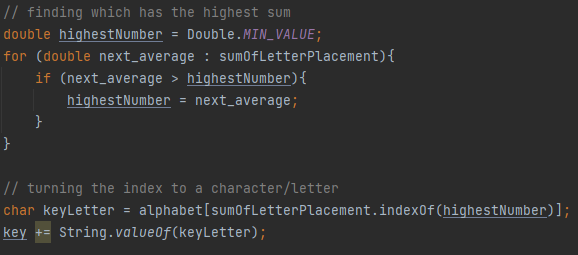 // finding which has the highest sum
double highestNumber = Double.MIN_VALUE;
for (double next_average : sumOfLetterPlacement){
    if (next_average > highestNumber){
        highestNumber = next_average;
    }
}

// turning the index to a character/letter
char keyLetter = alphabet[sumOfLetterPlacement.indexOf(highestNumber)];
key += String.valueOf(keyLetter);